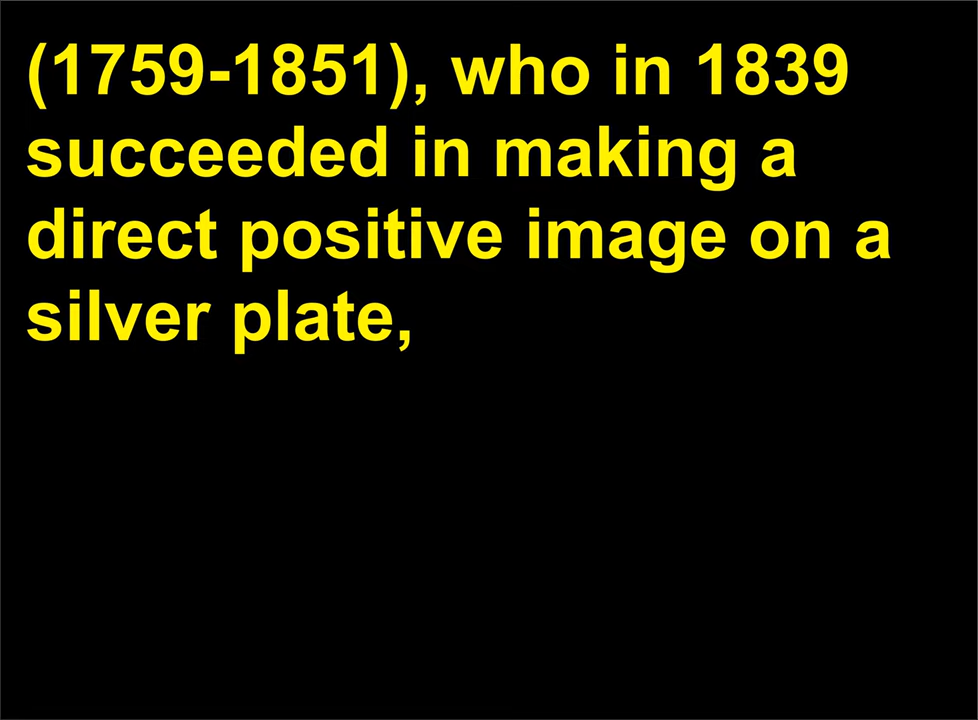 (1759-1851), who in 1839
succeeded in making a
direct positive image on a
silver plate,